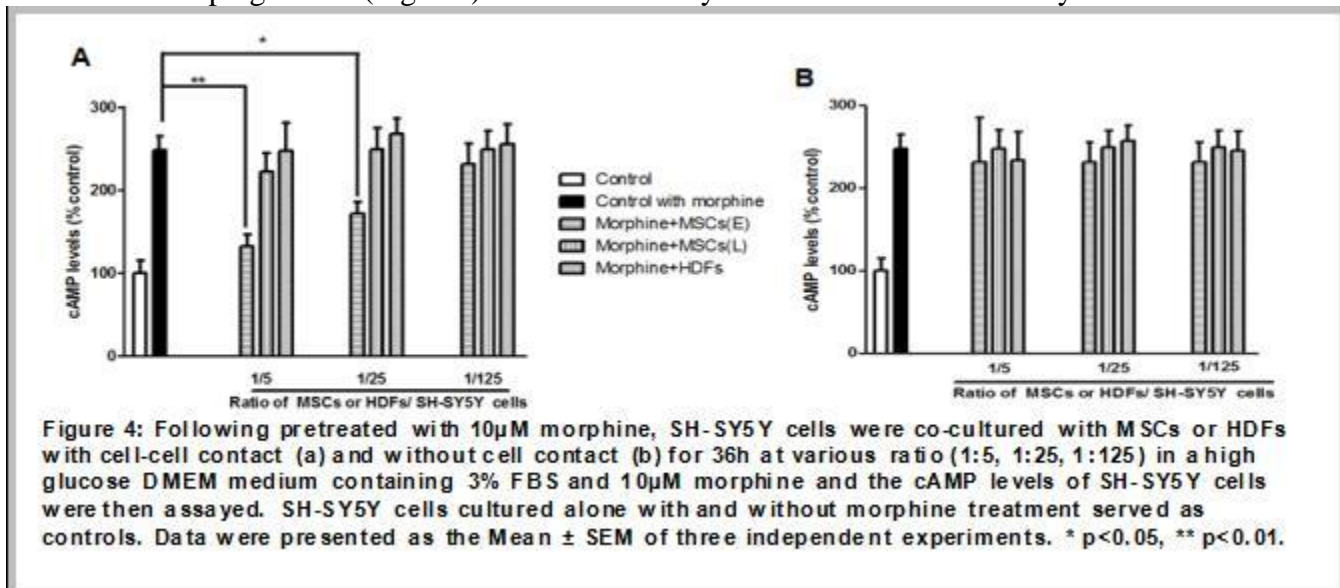 A
B
*
**
300
200
100
0
cAMP levels (% control)
1/5 1/25 1/125
Ratio of MSCs or HDFs/ SH-SY5Y cells
Control
Control with morphine
Morphine+MSCs(E)
Morphine+MSCs(L)
Morphine+HDFs
300
200
100
0
cAMP levels (% control)
1/5 1/25 1/125
Ratio of MSCs or HDFs/ SH-SY5Y cells
Figure 4: Following pretreated with 10µM morphine, SH-SY5Y cells were co-cultured with MSCs or HDFs
with cell-cell contact (a) and without cell contact (b) for 36h at various ratio (1:5, 1:25, 1:125) in a high
glucose DMEM medium containing 3% FBS and 10µM morphine and the cAMP levels of SH-SY5Y cells
were then assayed. SH-SY5Y cells cultured alone with and without morphine treatment served as
controls. Data were presented as the Mean ± SEM of three independent experiments. * p<0.05, ** p<0.01.